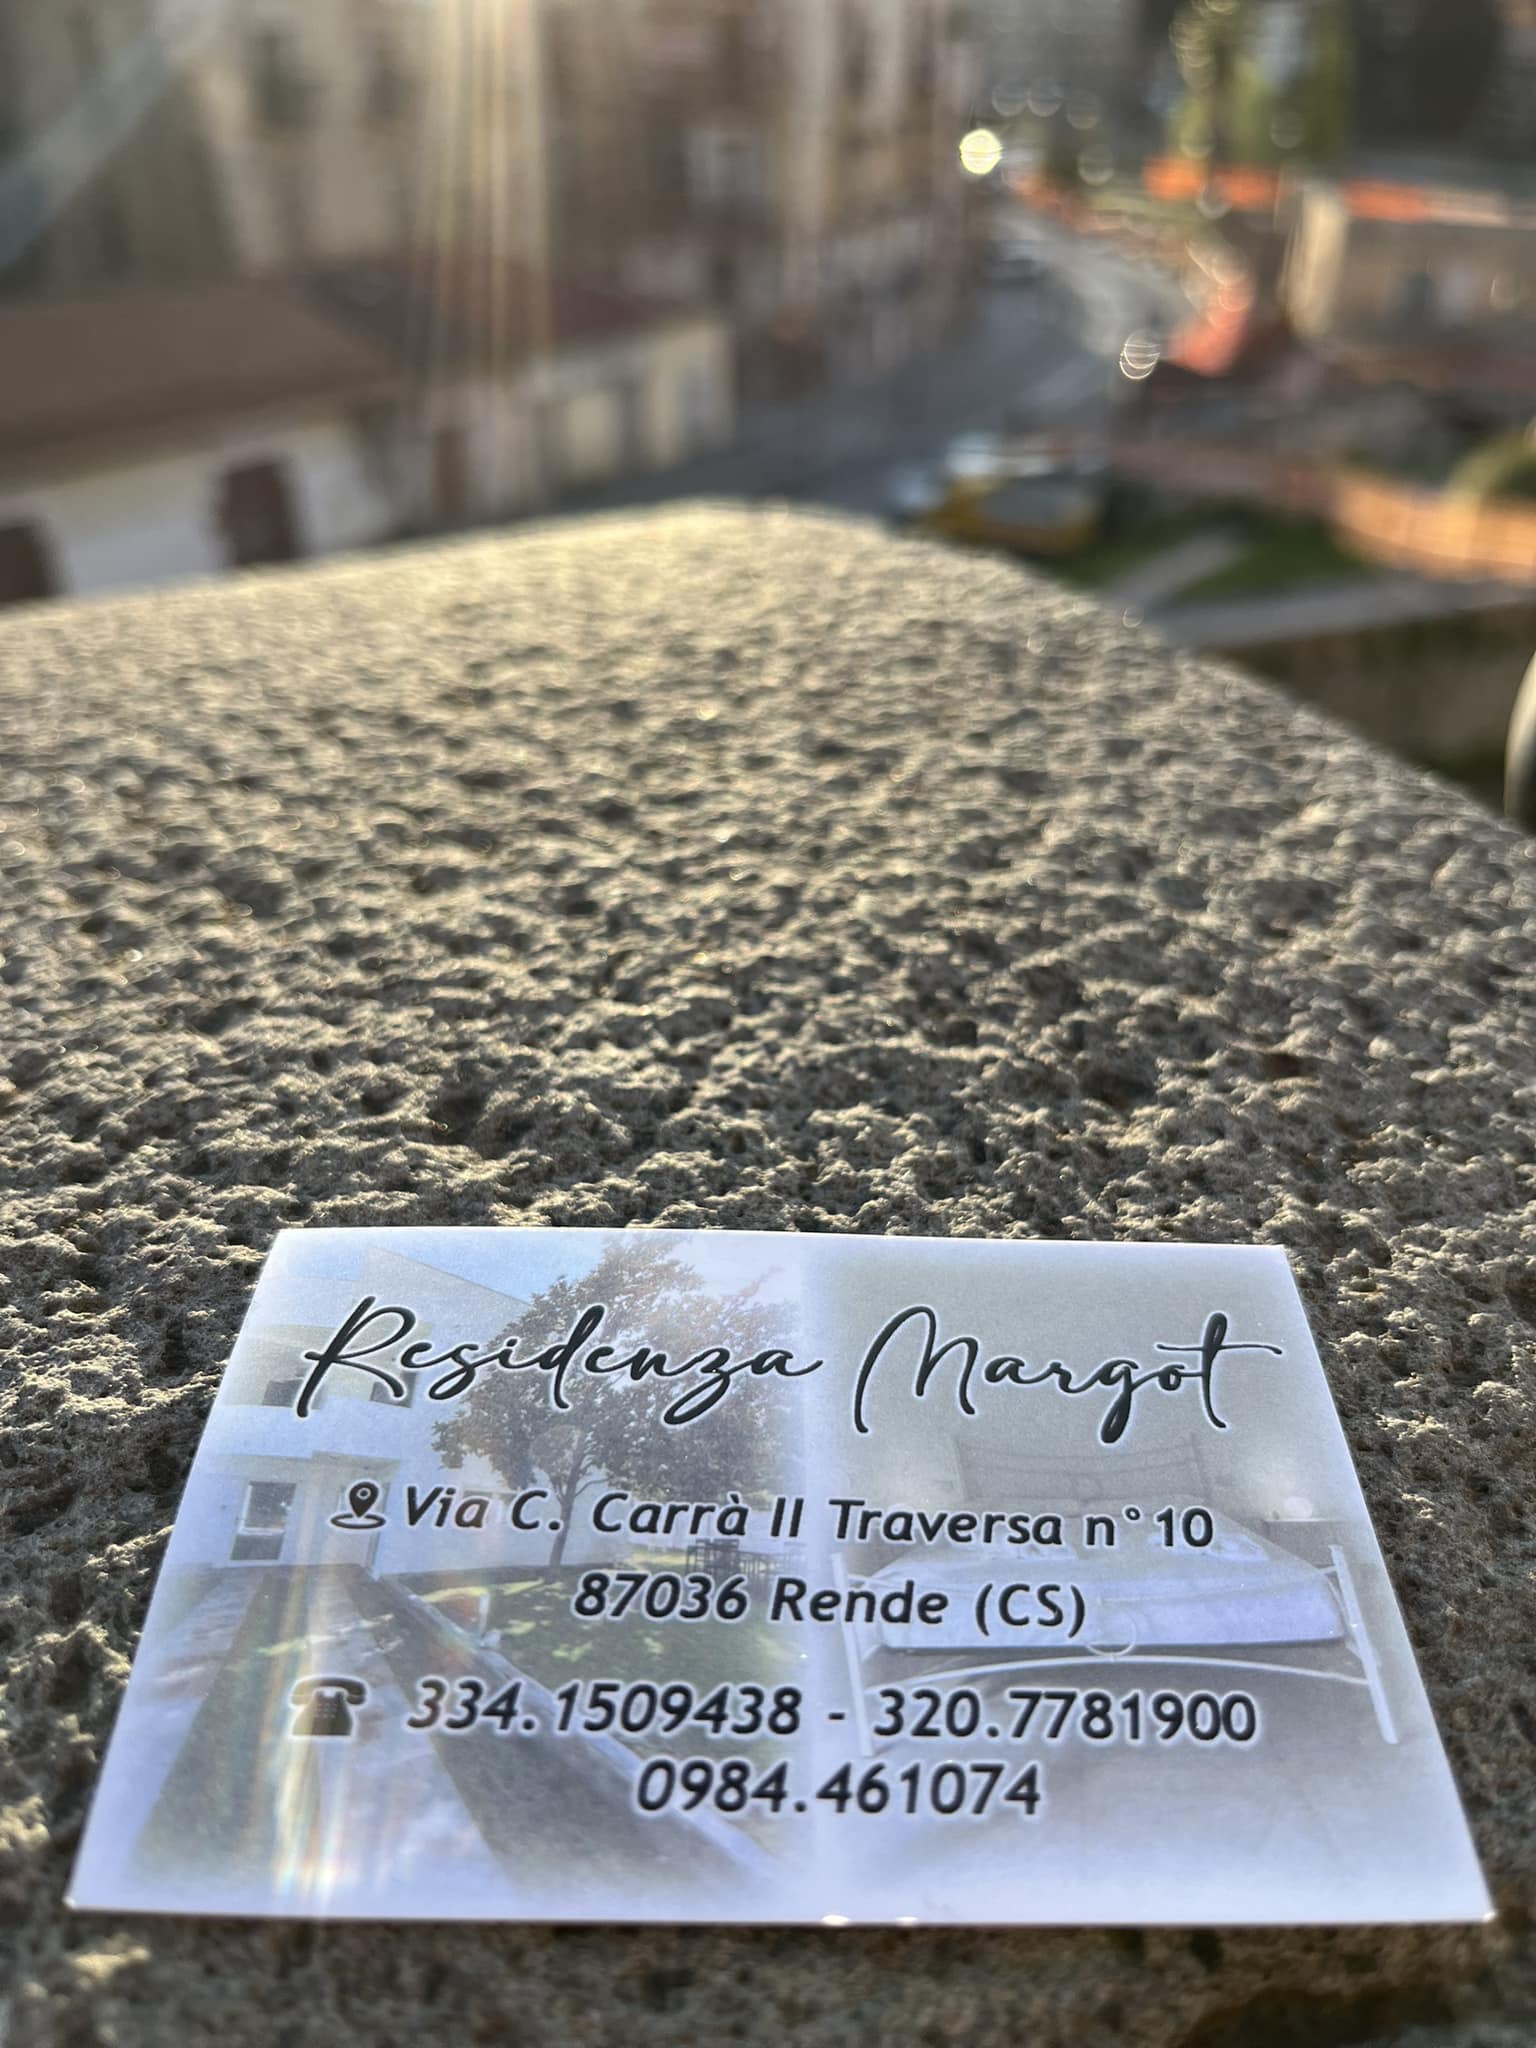 Residenza Margot
Via C. Carrà II Traversa n°10
87036 Rende (CS)
334.1509438 - 320.7781900
0984.461074